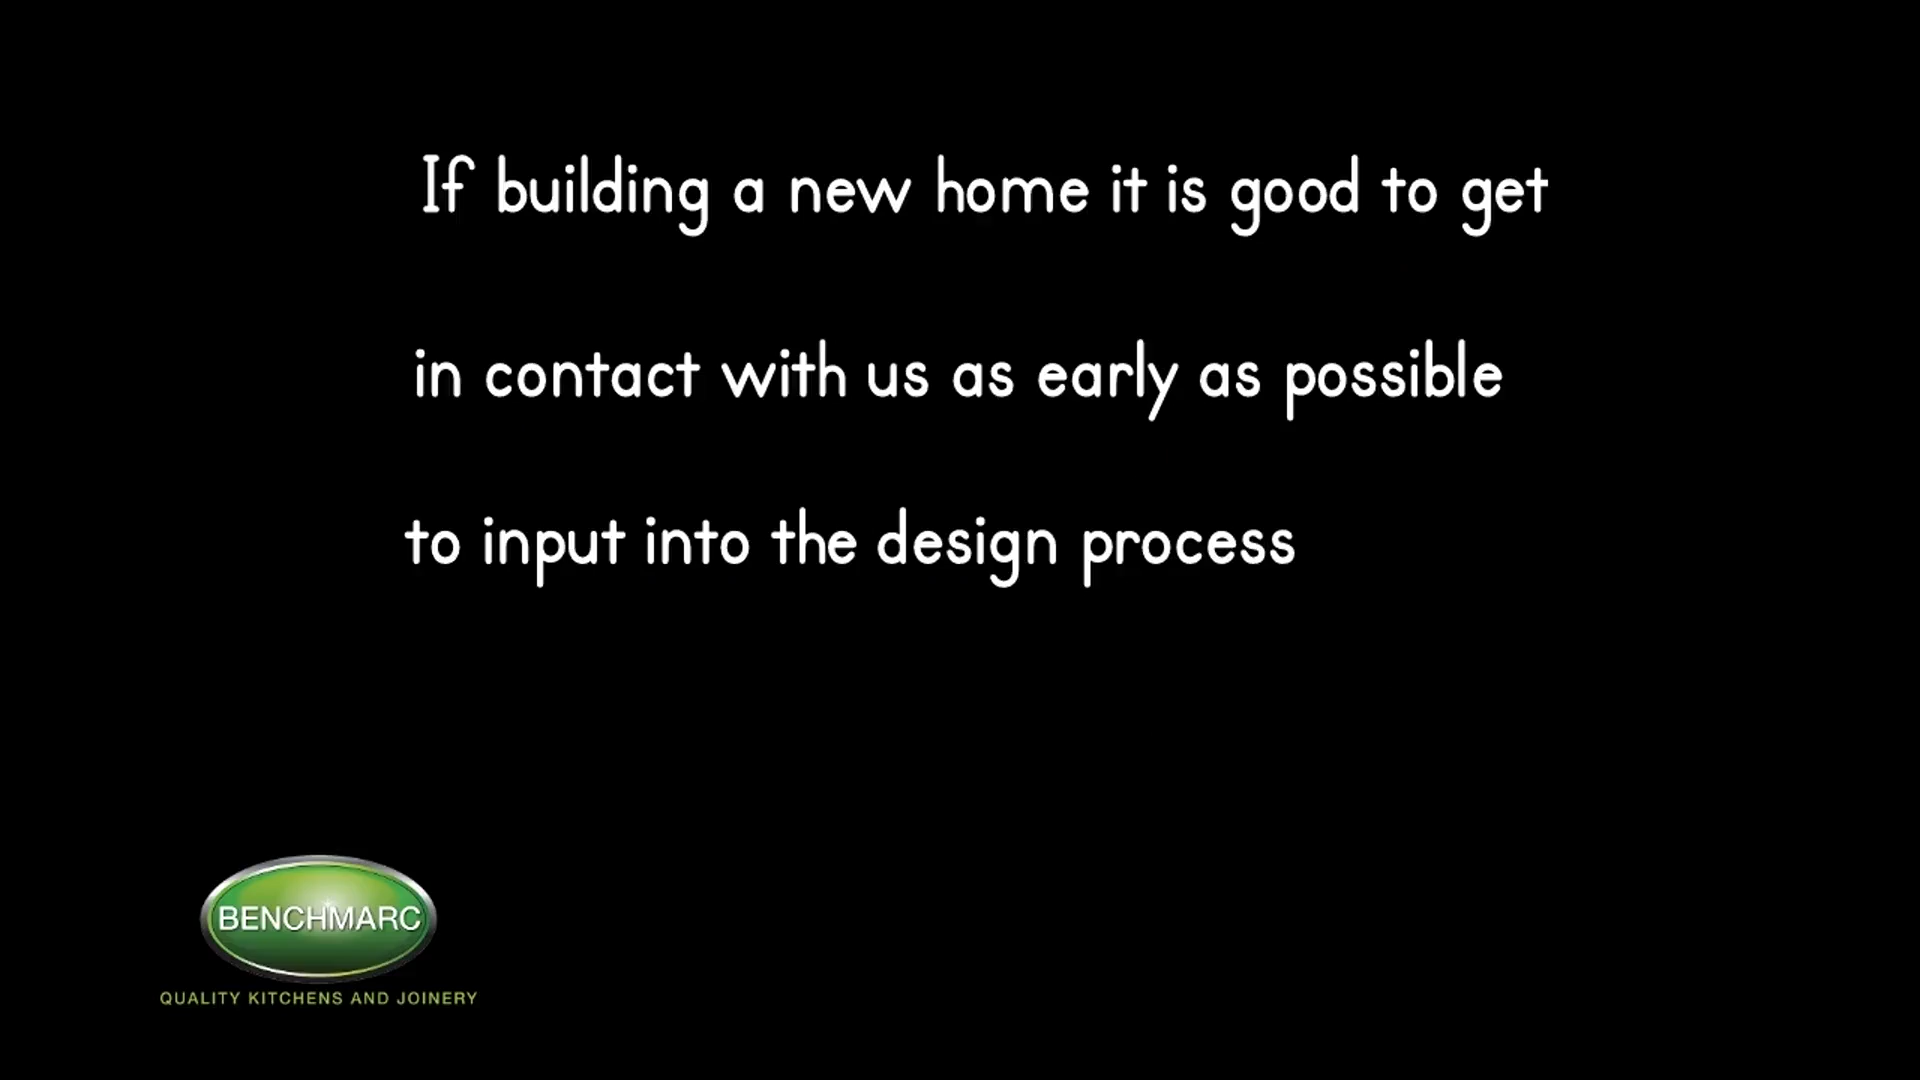 If building a new home it is good to get
in contact with us as early as possible
to input into the design process
BENCHMARC
QUALITY KITCHENS AND JOINERY